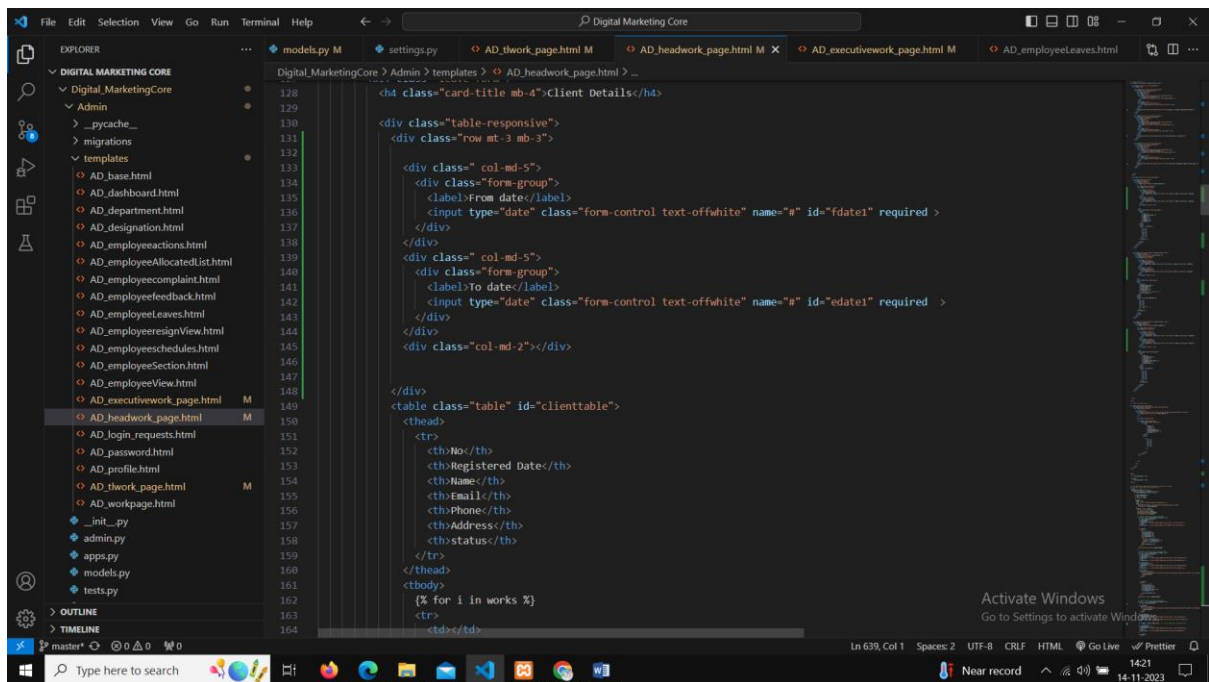 File Edit Selection View Go Run Terminal Help
Digital Marketing Core
EXPLORER
models.py M
settings.py
AD_tlwork_page.html M
AD_headwork_page.html M
AD_executivework_page.html M
AD_employeeLeaves.html
DIGITAL MARKETING CORE
Digital_MarketingCore
Admin
__pycache__
migrations
templates
AD_base.html
AD_dashboard.html
AD_department.html
AD_designation.html
AD_employeeactions.html
AD_employeeAllocatedList.html
AD_employeecomplaint.html
AD_employeefeedback.html
AD_employeeLeaves.html
AD_employeeresignView.html
AD_employeeschedules.html
AD_employeeSection.html
AD_employeeView.html
AD_executivework_page.html M
AD_headwork_page.html M
AD_login_requests.html
AD_password.html
AD_profile.html
AD_tlwork_page.html M
AD_workpage.html
__init__.py
admin.py
apps.py
models.py
tests.py
OUTLINE
TIMELINE
Digital_MarketingCore > Admin > templates > AD_headwork_page.html > ...
128 <h4 class="card-title mb-4">Client Details</h4>
129
130 <div class="table-responsive">
131 <div class="row mt-3 mb-3">
132
133 <div class=" col-md-5">
134 <div class="form-group">
135 <label>From date</label>
136 <input type="date" class="form-control text-offwhite" name="#" id="fdate1" required >
137 </div>
138 </div>
139 <div class=" col-md-5">
140 <div class="form-group">
141 <label>To date</label>
142 <input type="date" class="form-control text-offwhite" name="#" id="edate1" required  >
143 </div>
144 </div>
145 <div class="col-md-2"></div>
146
147
148 </div>
149 <table class="table" id="clienttable">
150 <thead>
151 <tr>
152 <th>No</th>
153 <th>Registered Date</th>
154 <th>Name</th>
155 <th>Email</th>
156 <th>Phone</th>
157 <th>Address</th>
158 <th>status</th>
159 </tr>
160 </thead>
161 <tbody>
162 {% for i in works %}
163 <tr>
164 <td></td>
Activate Windows
Go to Settings to activate Windows.
master* 0 0 0 Ln 639, Col 1 Spaces: 2 UTF-8 CRLF HTML Go Live Prettier
Type here to search
Near record
14:21
14-11-2023